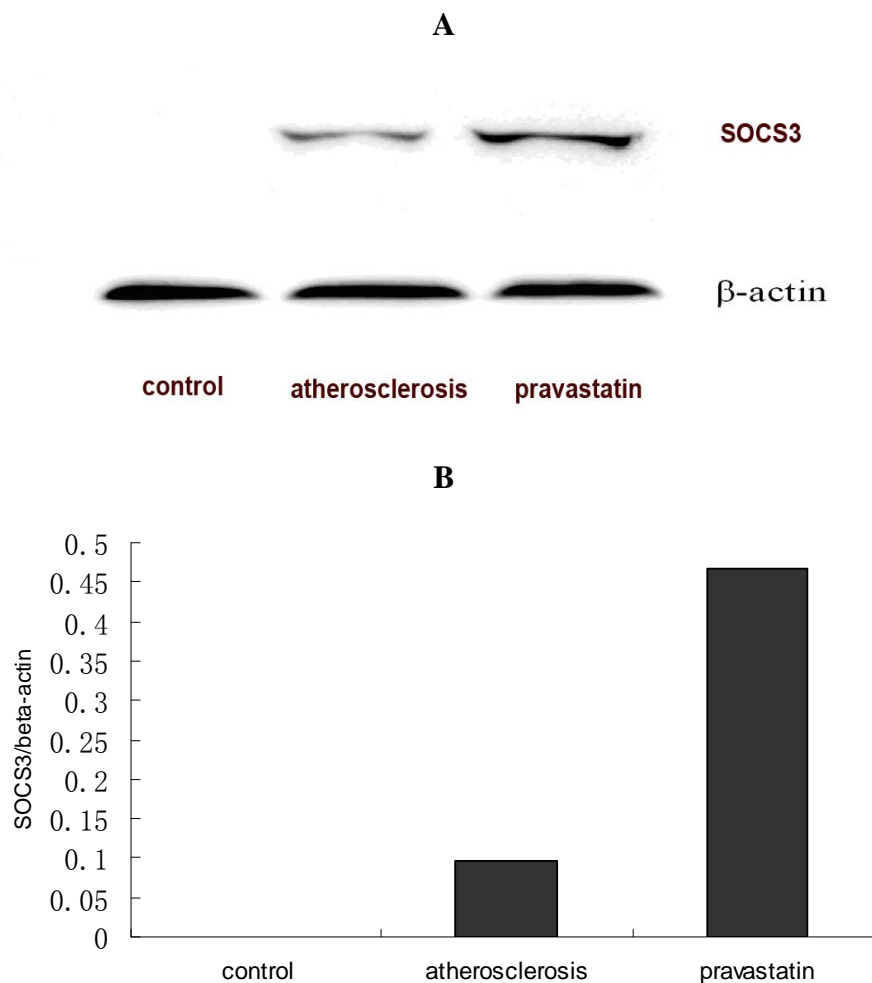 A
SOCS3
β-actin
control atherosclerosis pravastatin
B
0.5
0.45
0.4
0.35
0.3
0.25
0.2
0.15
0.1
0.05
0
SOCS3/beta-actin
control atherosclerosis pravastatin